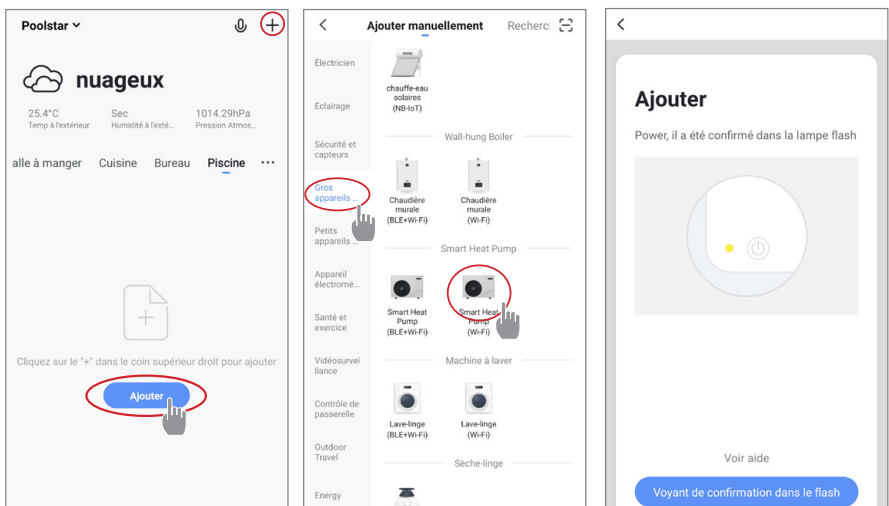 Poolstar
nuageux
25.4°C
Sec
1014.29hPa
Temp à l'extérieur
Humidité à l'exté...
Pression Atmos...
alle à manger
Cuisine
Bureau
Piscine
Cliquez sur le "+" dans le coin supérieur droit pour ajouter
Ajouter
Ajouter manuellement
Recherc
Électricien
Éclairage
Sécurité et
capteurs
Gros
appareils ...
Petits
appareils ...
Appareil
électromé...
Santé et
exercice
Vidéosurvei
llance
Contrôle de
passerelle
Outdoor
Travel
Energy
chauffe-eau
solaires
(NB-IoT)
Wall-hung Boiler
Chaudière
murale
(BLE+Wi-Fi)
Chaudière
murale
(Wi-Fi)
Smart Heat Pump
Smart Heat
Pump
(BLE+Wi-Fi)
Smart Heat
Pump
(Wi-Fi)
Machine à laver
Lave-linge
(BLE+Wi-Fi)
Lave-linge
(Wi-Fi)
Sèche-linge
Ajouter
Power, il a été confirmé dans la lampe flash
Voir aide
Voyant de confirmation dans le flash